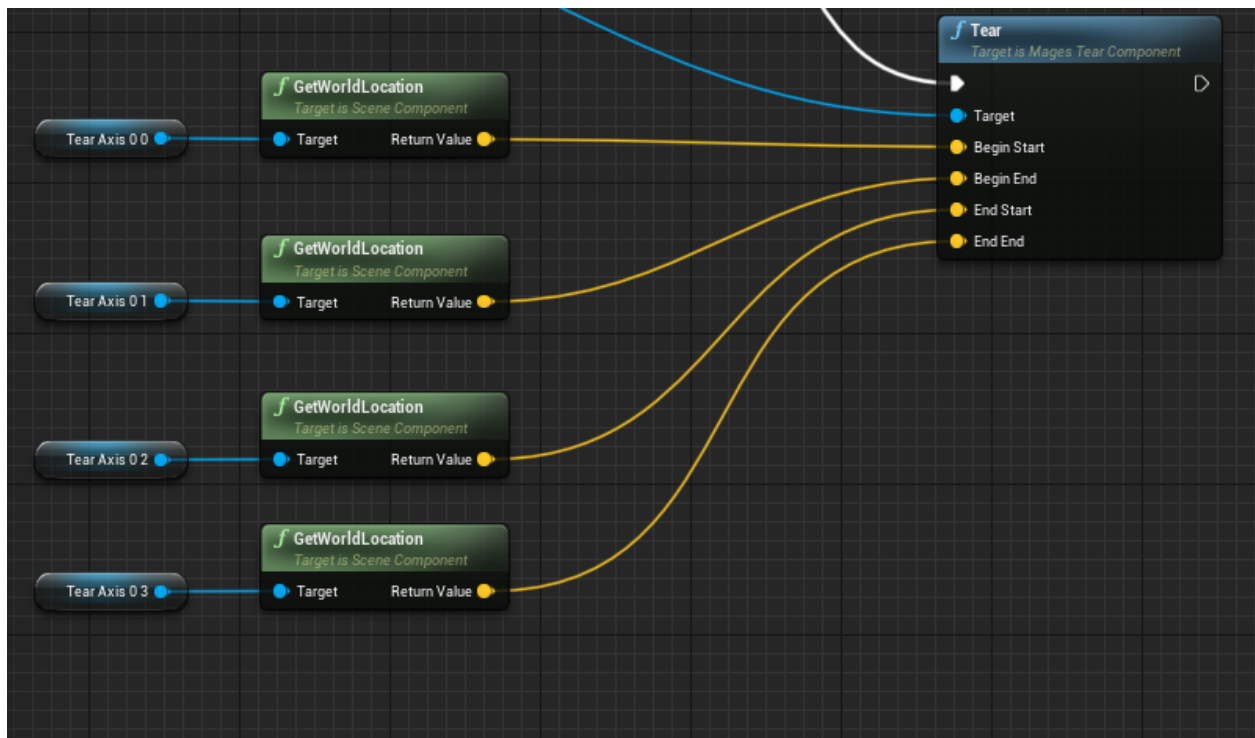 Tear
Target is Mages Tear Component
GetWorldLocation
Target is Scene Component
Tear Axis 0 0
Target
Return Value
Target
Begin Start
Begin End
End Start
End End
GetWorldLocation
Target is Scene Component
Tear Axis 0 1
Target
Return Value
GetWorldLocation
Target is Scene Component
Tear Axis 0 2
Target
Return Value
GetWorldLocation
Target is Scene Component
Tear Axis 0 3
Target
Return Value